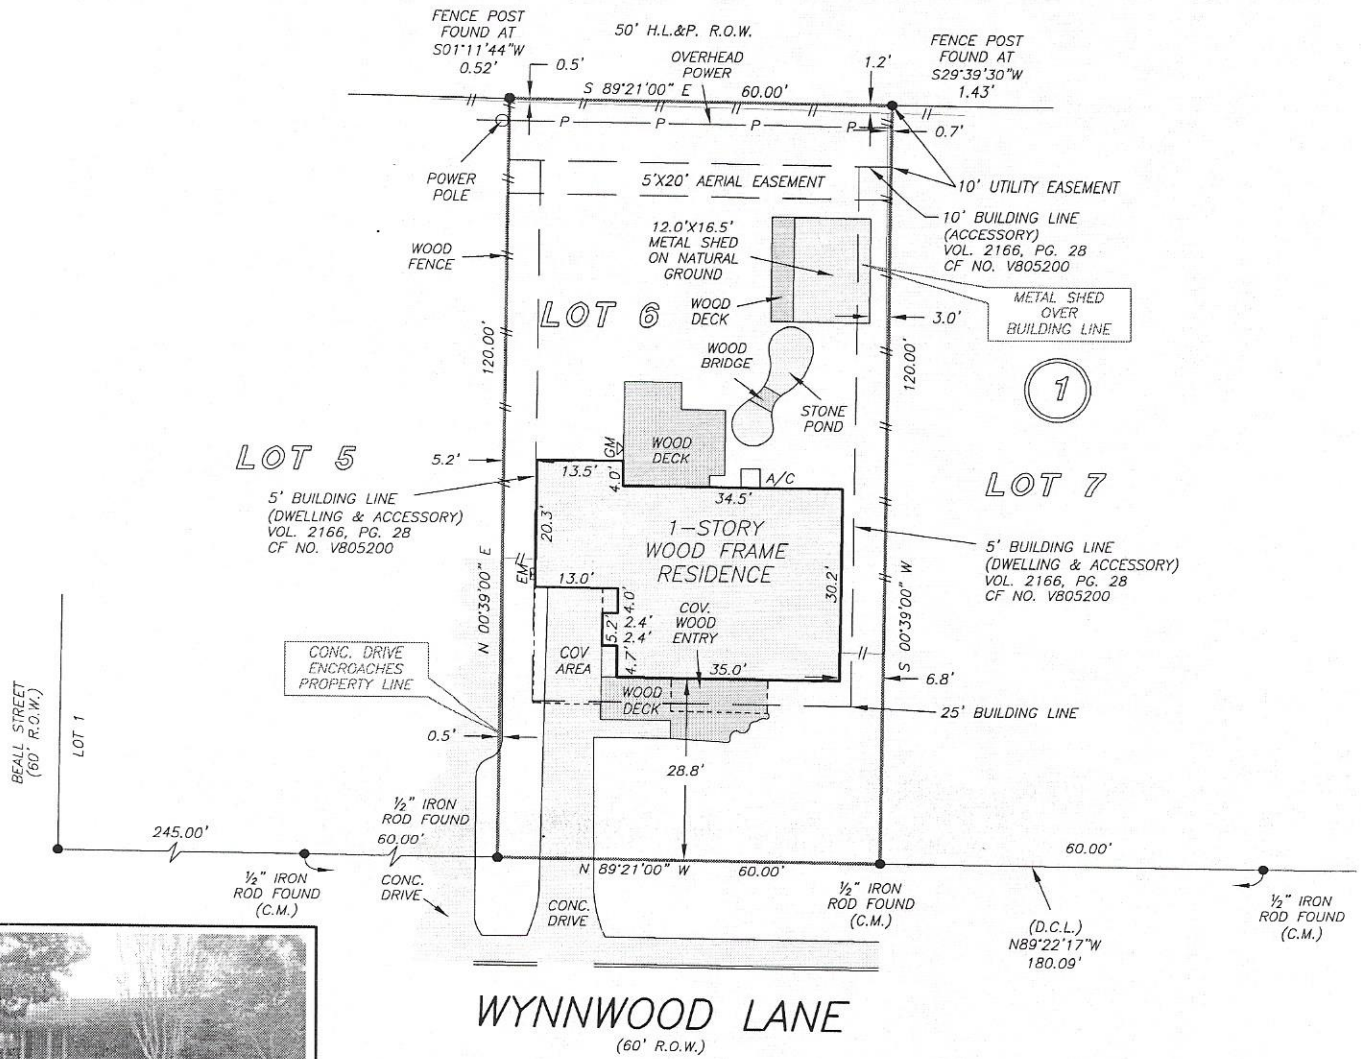 FENCE POST
FOUND AT
S01°11'44"W
0.52'
50' H.L.&P. R.O.W.
OVERHEAD
POWER
FENCE POST
FOUND AT
S29°39'30"W
1.43'
0.5'
1.2'
S 89°21'00" E 60.00'
P P P P
0.7'
POWER
POLE
5'X20' AERIAL EASEMENT
10' UTILITY EASEMENT
10' BUILDING LINE
(ACCESSORY)
VOL. 2166, PG. 28
CF NO. V805200
WOOD
FENCE
12.0'X16.5'
METAL SHED
ON NATURAL
GROUND
WOOD
DECK
METAL SHED
OVER
BUILDING LINE
LOT 6
3.0'
120.00'
120.00'
WOOD
BRIDGE
STONE
POND
1
LOT 5
5.2'
GM
WOOD
DECK
A/C
LOT 7
5' BUILDING LINE
(DWELLING & ACCESSORY)
VOL. 2166, PG. 28
CF NO. V805200
13.5'
4.0'
34.5'
20.3'
1-STORY
WOOD FRAME
RESIDENCE
30.2'
5' BUILDING LINE
(DWELLING & ACCESSORY)
VOL. 2166, PG. 28
CF NO. V805200
N 00°39'00" E
S 00°39'00" W
EM
13.0'
4.0'
2.4'
5.2'
2.4'
4.7'
COV.
WOOD
ENTRY
COV
AREA
35.0'
WOOD
DECK
6.8'
25' BUILDING LINE
CONC. DRIVE
ENCROACHES
PROPERTY LINE
0.5'
28.8'
BEALL STREET
(60' R.O.W.)
LOT 1
245.00'
½" IRON
ROD FOUND
60.00'
½" IRON
ROD FOUND
(C.M.)
CONC.
DRIVE
N 89°21'00" W 60.00'
CONC.
DRIVE
½" IRON
ROD FOUND
(C.M.)
60.00'
(D.C.L.)
N89°22'17"W
180.09'
½" IRON
ROD FOUND
(C.M.)
WYNNWOOD LANE
(60' R.O.W.)